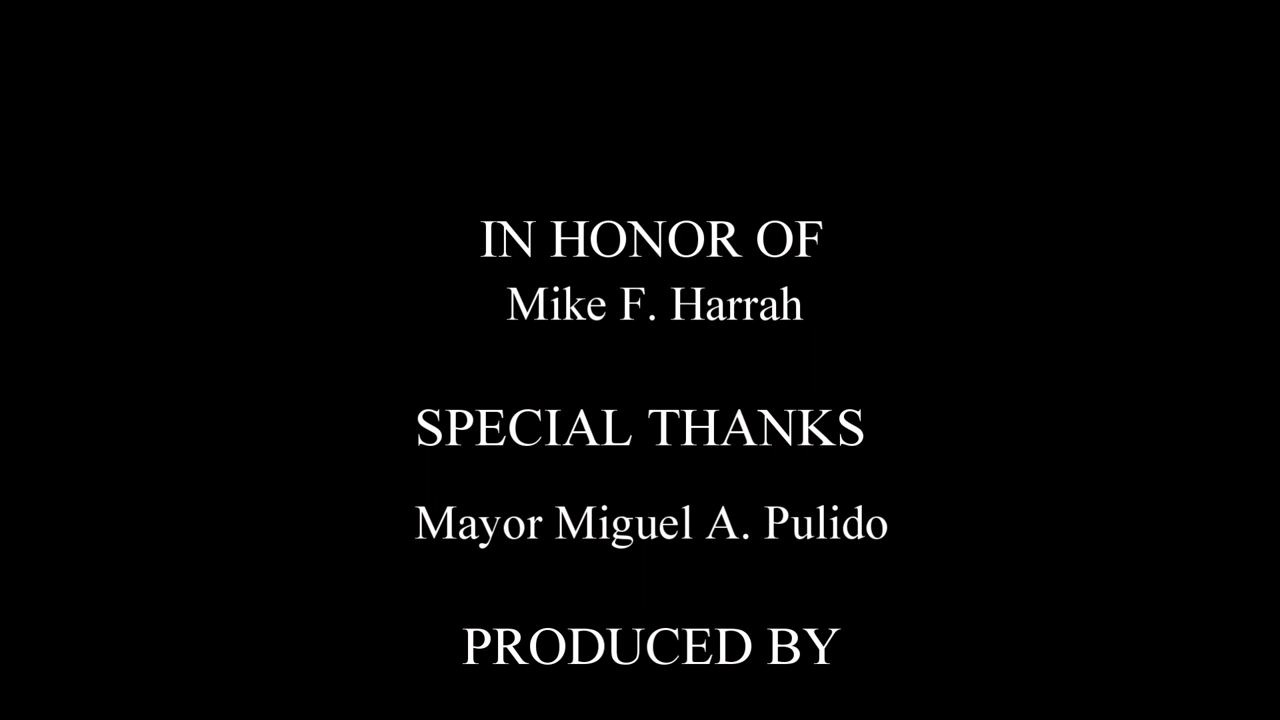 IN HONOR OF
Mike F. Harrah
SPECIAL THANKS
Mayor Miguel A. Pulido
PRODUCED BY